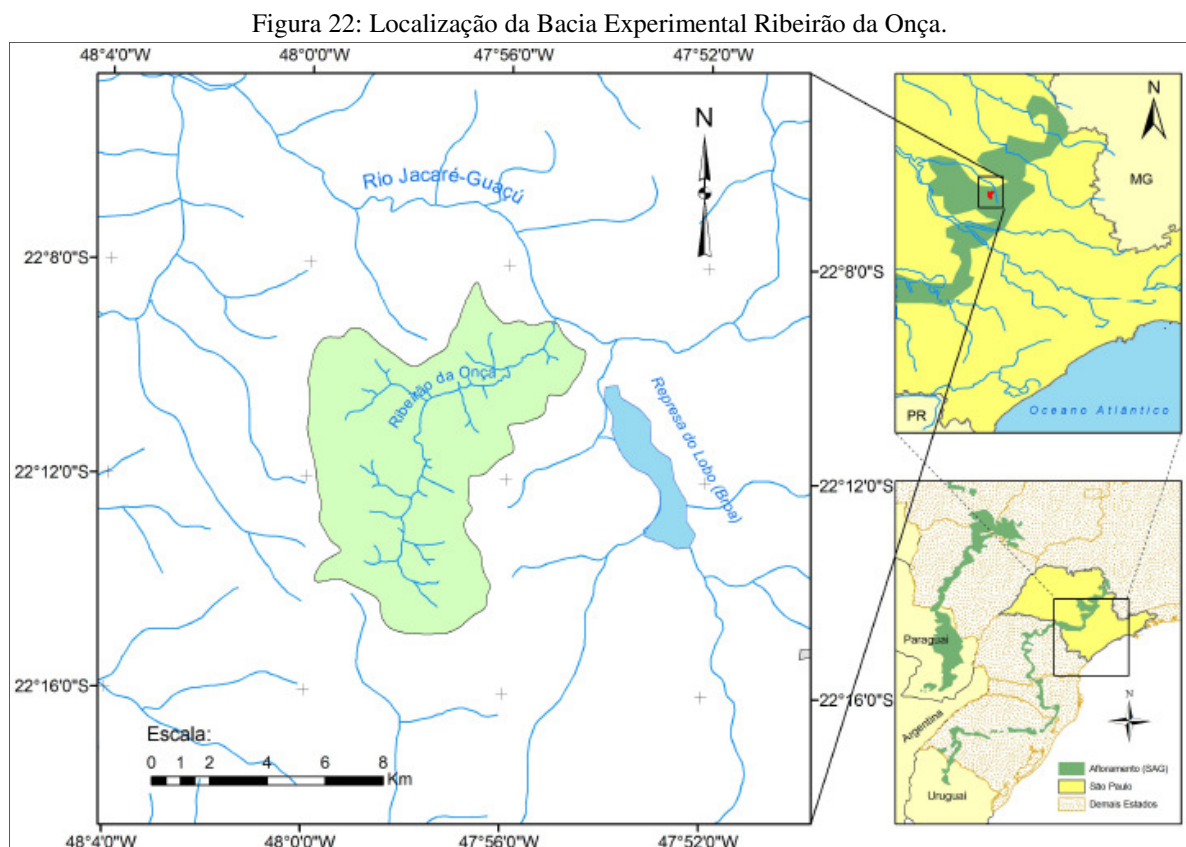 Figura 22: Localização da Bacia Experimental Ribeirão da Onça.
48°4'0"W 48°0'0"W 47°56'0"W 47°52'0"W
N
Rio Jacaré-Guaçú
22°8'0"S 22°8'0"S
Ribeirão da Onça
Represa do Lobo (Broa)
22°12'0"S 22°12'0"S
22°16'0"S 22°16'0"S
Escala:
0 1 2 4 6 8
Km
48°4'0"W 48°0'0"W 47°56'0"W 47°52'0"W
N
MG
PR
Oceano Atlântico
Paraguai
Argentina
Uruguai
N
Afloramento (SAG)
São Paulo
Demais Estados